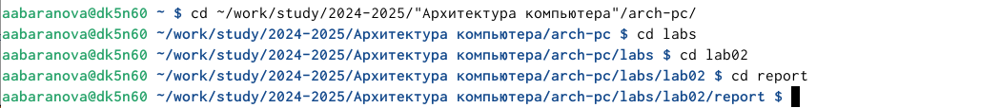 aabaranova@dk5n60 ~ $ cd ~/work/study/2024-2025/"Архитектура компьютера"/arch-pc/
aabaranova@dk5n60 ~/work/study/2024-2025/Архитектура компьютера/arch-pc $ cd labs
aabaranova@dk5n60 ~/work/study/2024-2025/Архитектура компьютера/arch-pc/labs $ cd lab02
aabaranova@dk5n60 ~/work/study/2024-2025/Архитектура компьютера/arch-pc/labs/lab02 $ cd report
aabaranova@dk5n60 ~/work/study/2024-2025/Архитектура компьютера/arch-pc/labs/lab02/report $